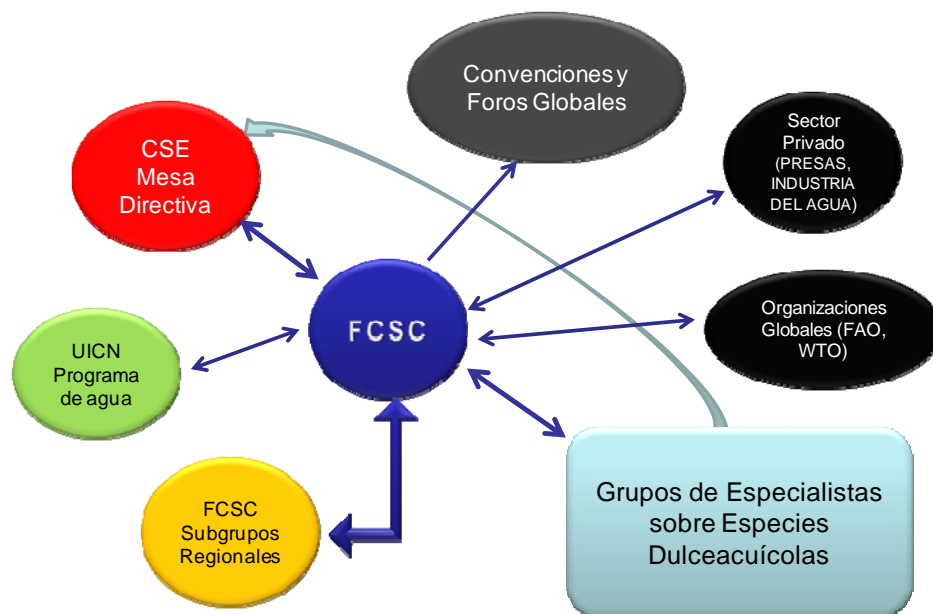 Convenciones y
Foros Globales
CSE
Mesa
Directiva
Sector
Privado
(PRESAS,
INDUSTRIA
DEL AGUA)
FCSC
Organizaciones
Globales (FAO,
WTO)
UICN
Programa
de agua
FCSC
Subgrupos
Regionales
Grupos de Especialistas
sobre Especies
Dulceacuícolas